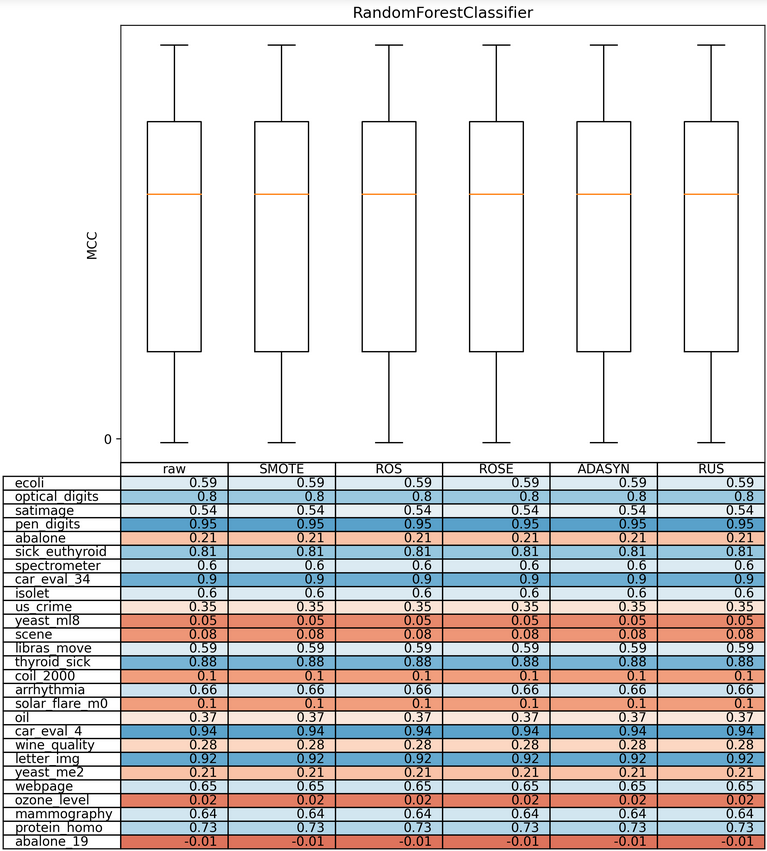 RandomForestClassifier
MCC
0
raw SMOTE ROS ROSE ADASYN RUS
ecoli 0.59 0.59 0.59 0.59 0.59 0.59
optical_digits 0.8 0.8 0.8 0.8 0.8 0.8
satimage 0.54 0.54 0.54 0.54 0.54 0.54
pen_digits 0.95 0.95 0.95 0.95 0.95 0.95
abalone 0.21 0.21 0.21 0.21 0.21 0.21
sick_euthyroid 0.81 0.81 0.81 0.81 0.81 0.81
spectrometer 0.6 0.6 0.6 0.6 0.6 0.6
car_eval_34 0.9 0.9 0.9 0.9 0.9 0.9
isolet 0.6 0.6 0.6 0.6 0.6 0.6
us_crime 0.35 0.35 0.35 0.35 0.35 0.35
yeast_ml8 0.05 0.05 0.05 0.05 0.05 0.05
scene 0.08 0.08 0.08 0.08 0.08 0.08
libras_move 0.59 0.59 0.59 0.59 0.59 0.59
thyroid_sick 0.88 0.88 0.88 0.88 0.88 0.88
coil_2000 0.1 0.1 0.1 0.1 0.1 0.1
arrhythmia 0.66 0.66 0.66 0.66 0.66 0.66
solar_flare_m0 0.1 0.1 0.1 0.1 0.1 0.1
oil 0.37 0.37 0.37 0.37 0.37 0.37
car_eval_4 0.94 0.94 0.94 0.94 0.94 0.94
wine_quality 0.28 0.28 0.28 0.28 0.28 0.28
letter_img 0.92 0.92 0.92 0.92 0.92 0.92
yeast_me2 0.21 0.21 0.21 0.21 0.21 0.21
webpage 0.65 0.65 0.65 0.65 0.65 0.65
ozone_level 0.02 0.02 0.02 0.02 0.02 0.02
mammography 0.64 0.64 0.64 0.64 0.64 0.64
protein_homo 0.73 0.73 0.73 0.73 0.73 0.73
abalone_19 -0.01 -0.01 -0.01 -0.01 -0.01 -0.01